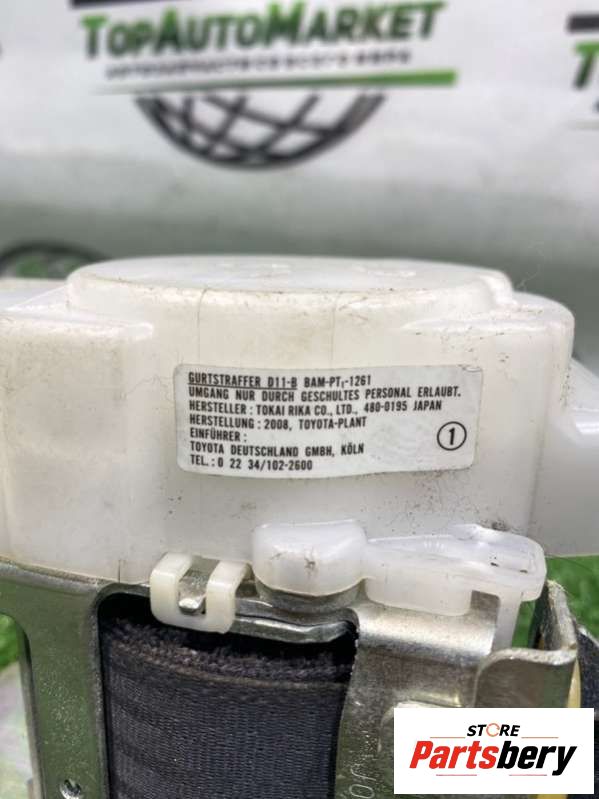 TOPAUTOMARKET
GURTSTRAFFER D11-B BAM-PT₁-1261
UMGANG NUR DURCH GESCHULTES PERSONAL ERLAUBT.
HERSTELLER : TOKAI RIKA CO., LTD, 480-0195 JAPAN
HERSTELLUNG : 2008, TOYOTA-PLANT
EINFÜHRER :
TOYOTA DEUTSCHLAND GMBH, KÖLN
TEL.: 0 22 34/102-2600
1
STORE
Partsbery